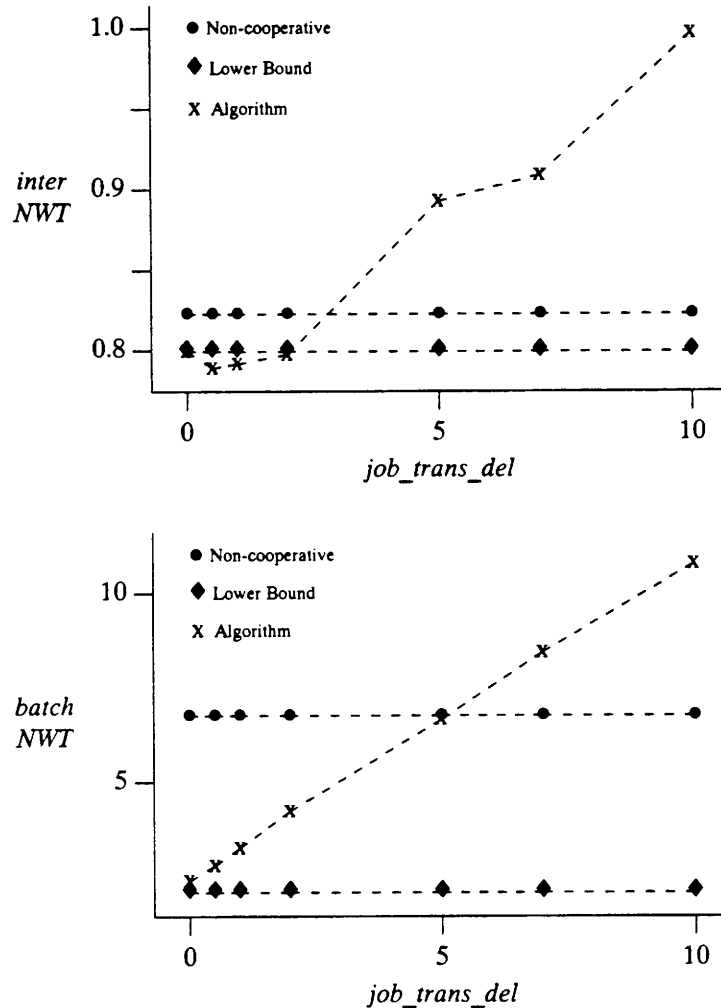 1.0
● Non-cooperative
◆ Lower Bound
x Algorithm
inter
NWT
0.9
0.8
0 5 10
job_trans_del
● Non-cooperative
◆ Lower Bound
x Algorithm
10
batch
NWT
5
0 5 10
job_trans_del